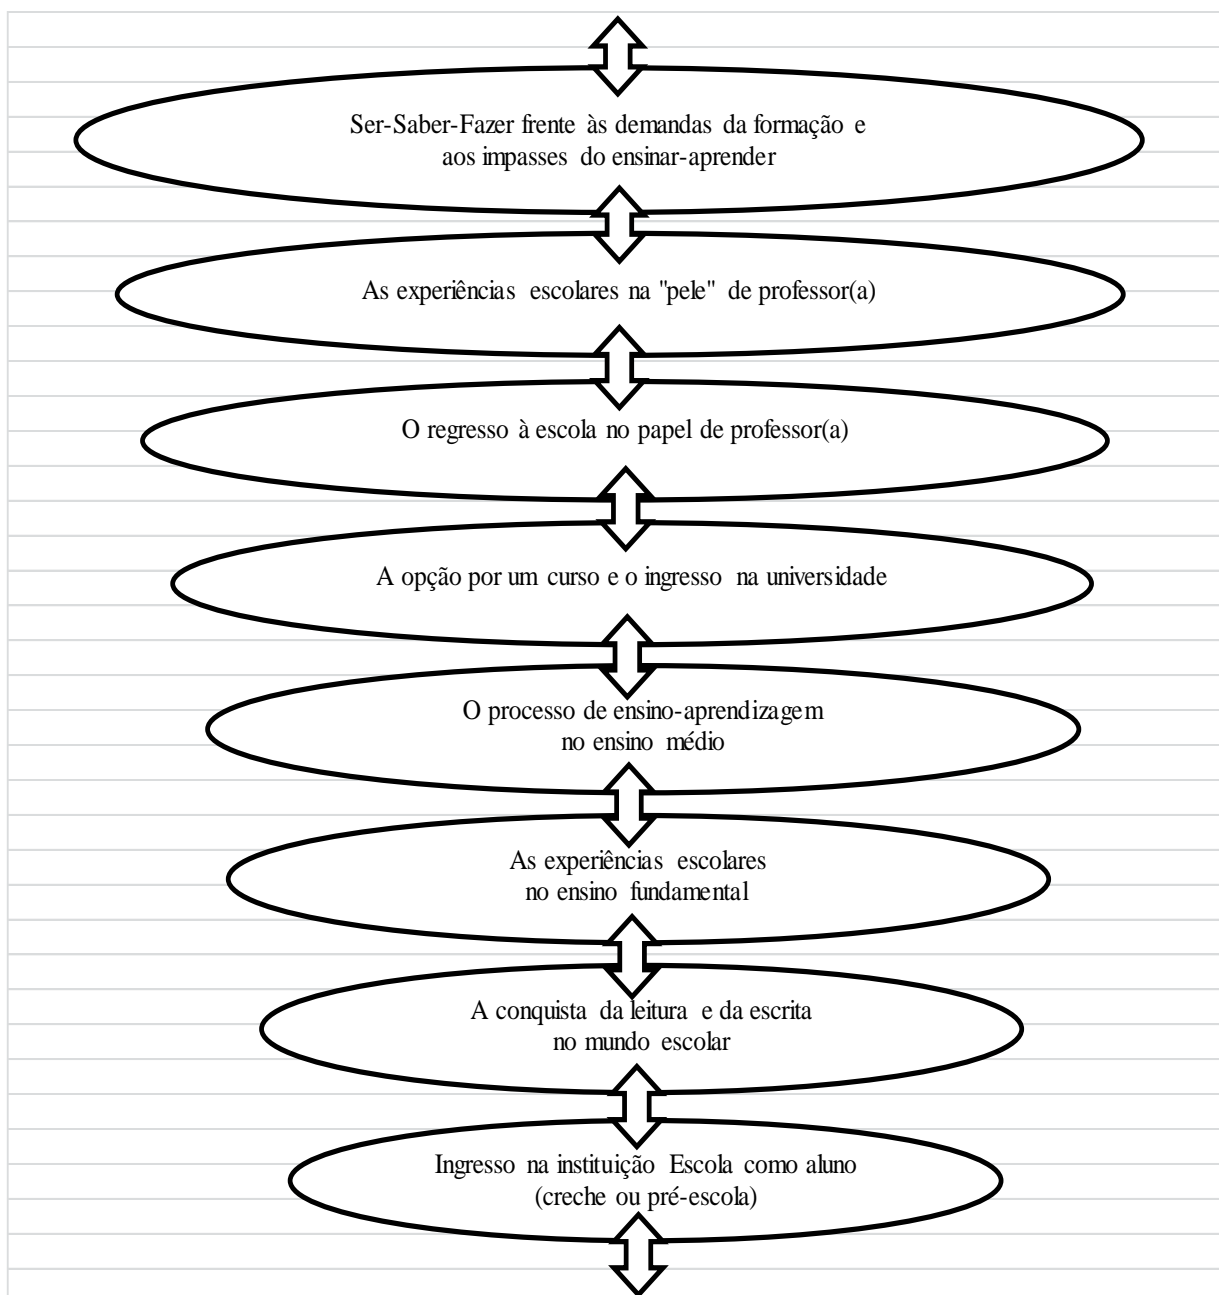 Ser-Saber-Fazer frente às demandas da formação e
aos impasses do ensinar-aprender
As experiências escolares na "pele" de professor(a)
O regresso à escola no papel de professor(a)
A opção por um curso e o ingresso na universidade
O processo de ensino-aprendizagem
no ensino médio
As experiências escolares
no ensino fundamental
A conquista da leitura e da escrita
no mundo escolar
Ingresso na instituição Escola como aluno
(creche ou pré-escola)